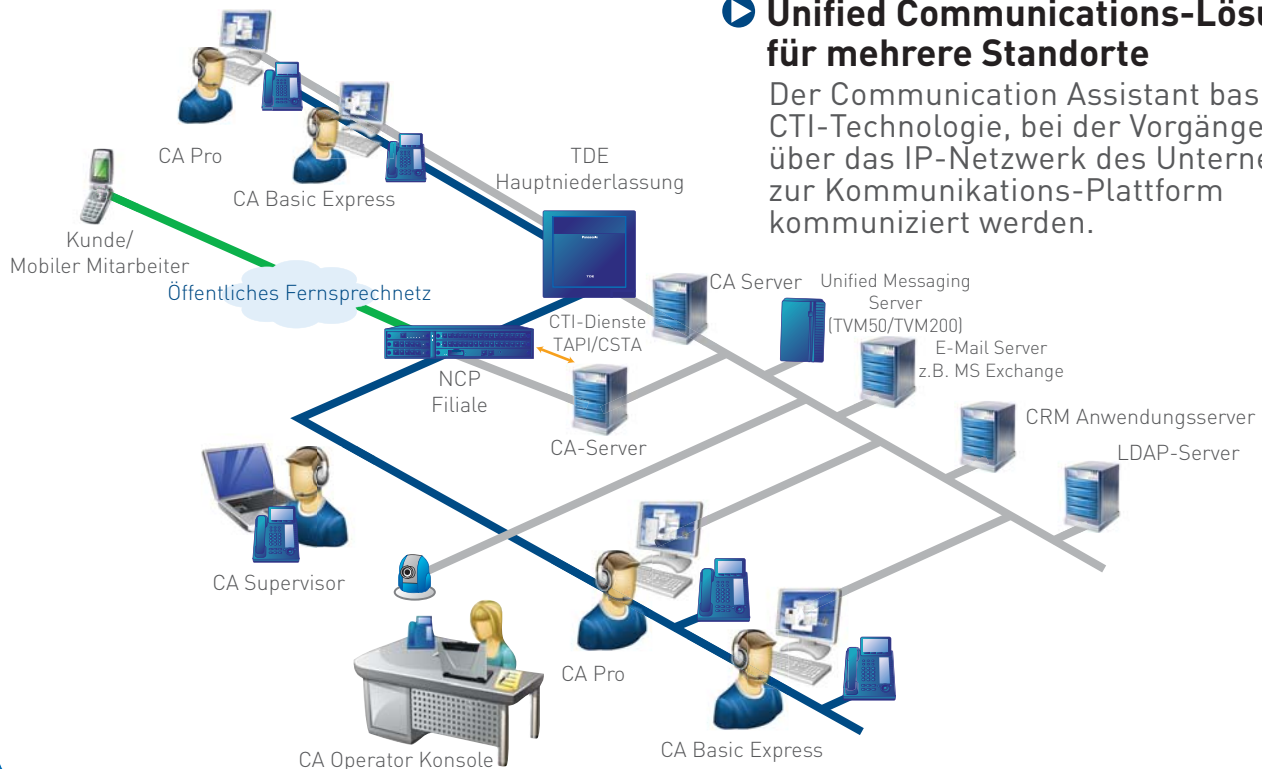 Unified Communications-Lösu
für mehrere Standorte
Der Communication Assistant bas
CTI-Technologie, bei der Vorgänge
über das IP-Netzwerk des Unterne
zur Kommunikations-Plattform
kommuniziert werden.
CA Pro
CA Basic Express
TDE
Hauptniederlassung
Kunde/
Mobiler Mitarbeiter
Öffentliches Fernsprechnetz
Panasonic
TDE
CA Server
Unified Messaging
Server
(TVM50/TVM200)
CTI-Dienste
TAPI/CSTA
E-Mail Server
z.B. MS Exchange
NCP
Filiale
CA-Server
CRM Anwendungsserver
LDAP-Server
CA Supervisor
CA Pro
CA Operator Konsole
CA Basic Express